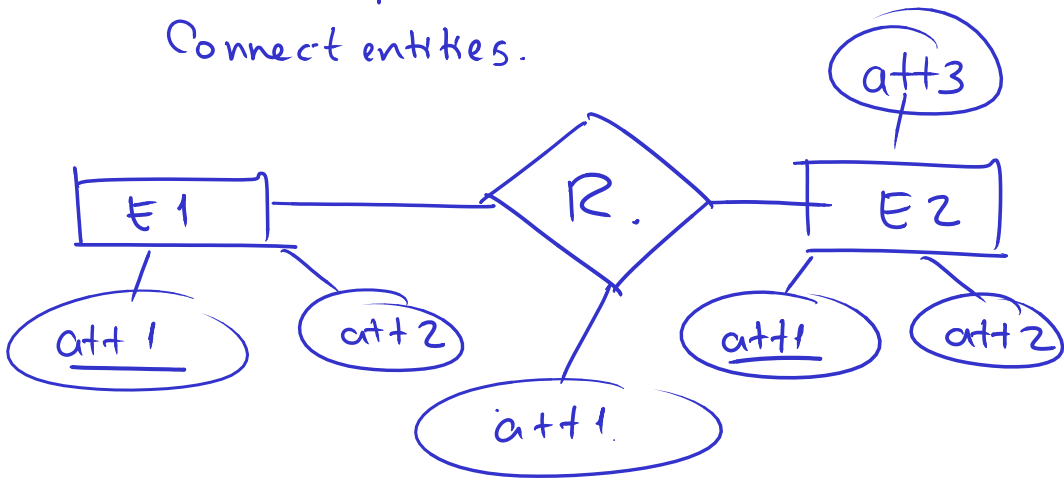 Connect entities.
att3
E1
R.
E2
att1
att2
att1
att2
att1.